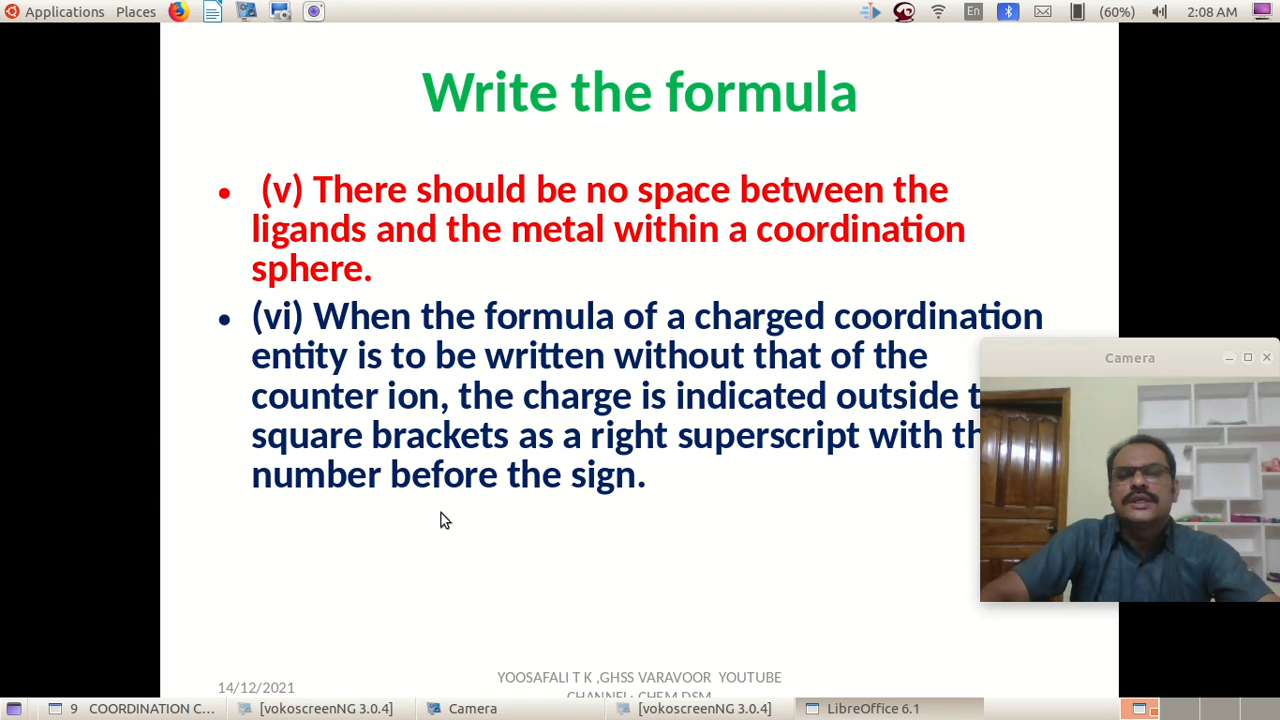 Applications Places En (60%) 2:08 AM
Write the formula
• (v) There should be no space between the
ligands and the metal within a coordination
sphere.
• (vi) When the formula of a charged coordination
entity is to be written without that of the
counter ion, the charge is indicated outside
square brackets as a right superscript with
number before the sign.
Camera
14/12/2021
YOOSAFALI T K ,GHSS VARAVOOR YOUTUBE
CHANNEL: CHEM DSM
9 COORDINATION C... [vokoscreenNG 3.0.4] Camera [vokoscreenNG 3.0.4] LibreOffice 6.1